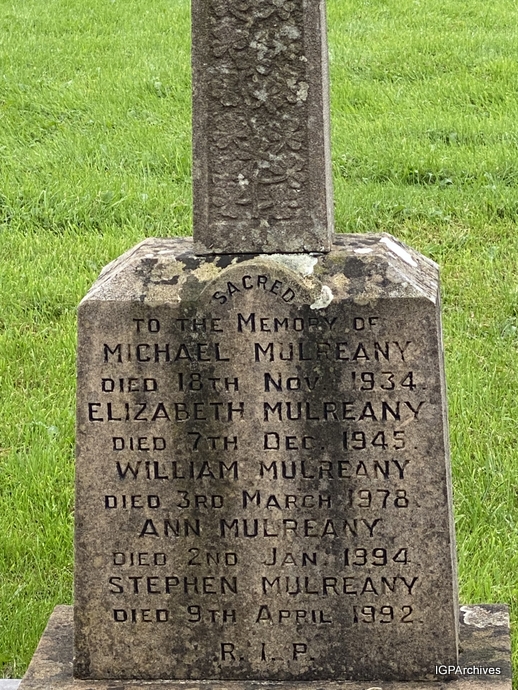 SACRED
TO THE MEMORY OF
MICHAEL MULREANY
DIED 18TH NOV. 1934.
ELIZABETH MULREANY
DIED 7TH DEC. 1945
WILLIAM MULREANY
DIED 3RD MARCH 1978.
ANN MULREANY
DIED 2ND JAN. 1994
STEPHEN MULREANY
DIED 9TH APRIL 1992.
R. I. P.
IGPArchives